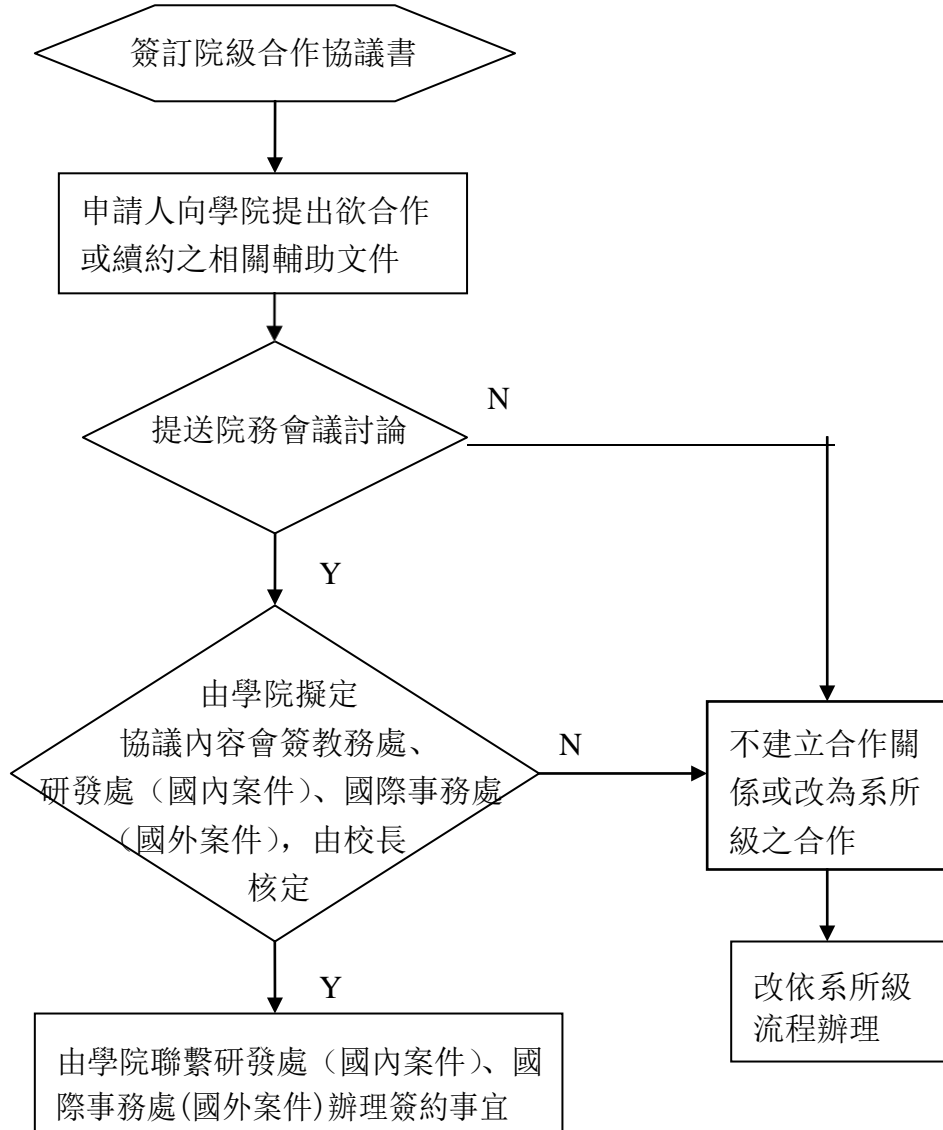 簽訂院級合作協議書
申請人向學院提出欲合作
或續約之相關輔助文件
提送院務會議討論
N
Y
由學院擬定
協議內容會簽教務處、
研發處（國內案件）、國際事務處
（國外案件），由校長
核定
N
不建立合作關
係或改為系所
級之合作
Y
改依系所級
流程辦理
由學院聯繫研發處（國內案件）、國
際事務處(國外案件)辦理簽約事宜